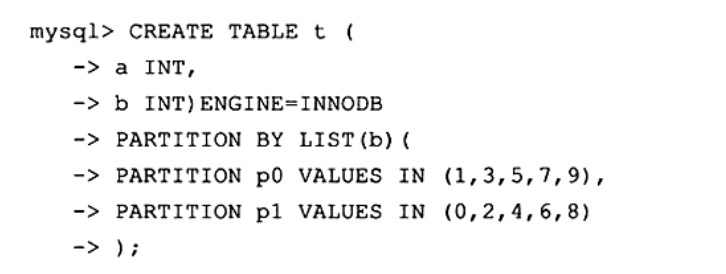 mysql> CREATE TABLE t (
-> a INT,
-> b INT)ENGINE=INNODB
-> PARTITION BY LIST(b)(
-> PARTITION p0 VALUES IN (1,3,5,7,9),
-> PARTITION p1 VALUES IN (0,2,4,6,8)
-> );